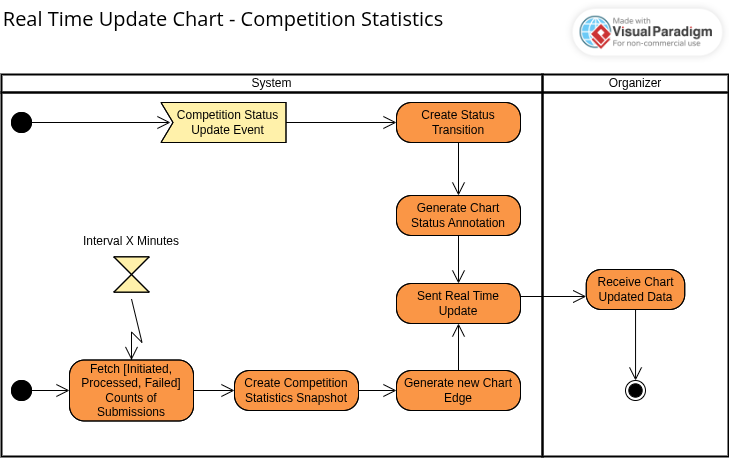 Real Time Update Chart - Competition Statistics
Made with
VisualParadigm
For non-commercial use
System
Organizer
Competition Status
Update Event
Create Status
Transition
Generate Chart
Status Annotation
Interval X Minutes
Sent Real Time
Update
Receive Chart
Updated Data
Fetch [Initiated,
Processed, Failed]
Counts of
Submissions
Create Competition
Statistics Snapshot
Generate new Chart
Edge